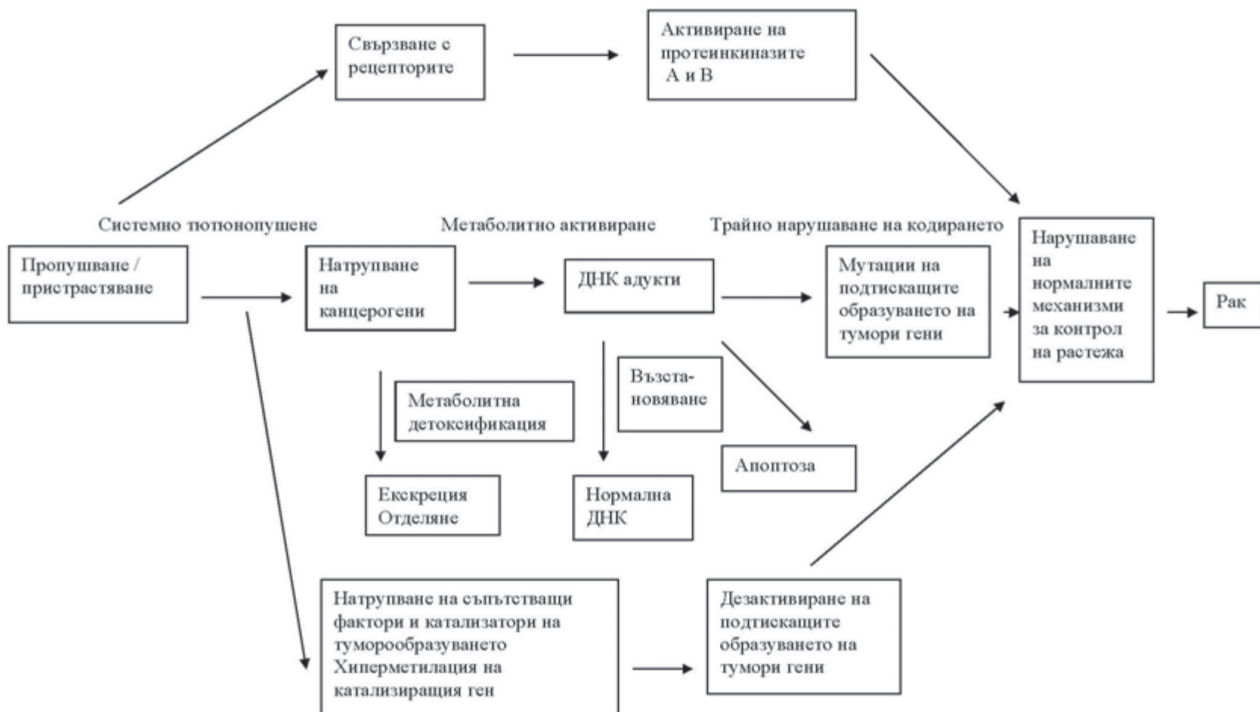 Свързване с
рецепторите
Активиране на
протеинкиназите
А и В
Системно тютюнопушене
Метаболитно активиране
Трайно нарушаване на кодирането
Пропушване /
пристрастяване
Натрупване
на
канцерогени
ДНК адукти
Мутации на
подтискащите
образуването на
тумори гени
Нарушаване
на
нормалните
механизми
за контрол
на растежа
Рак
Метаболитна
детоксификация
Възста-
новяване
Апоптоза
Екскреция
Отделяне
Нормална
ДНК
Натрупване на съпътстващи
фактори и катализатори на
туморообразуването
Хиперметилация на
катализиращия ген
Дезактивиране на
подтискащите
образуването на
тумори гени